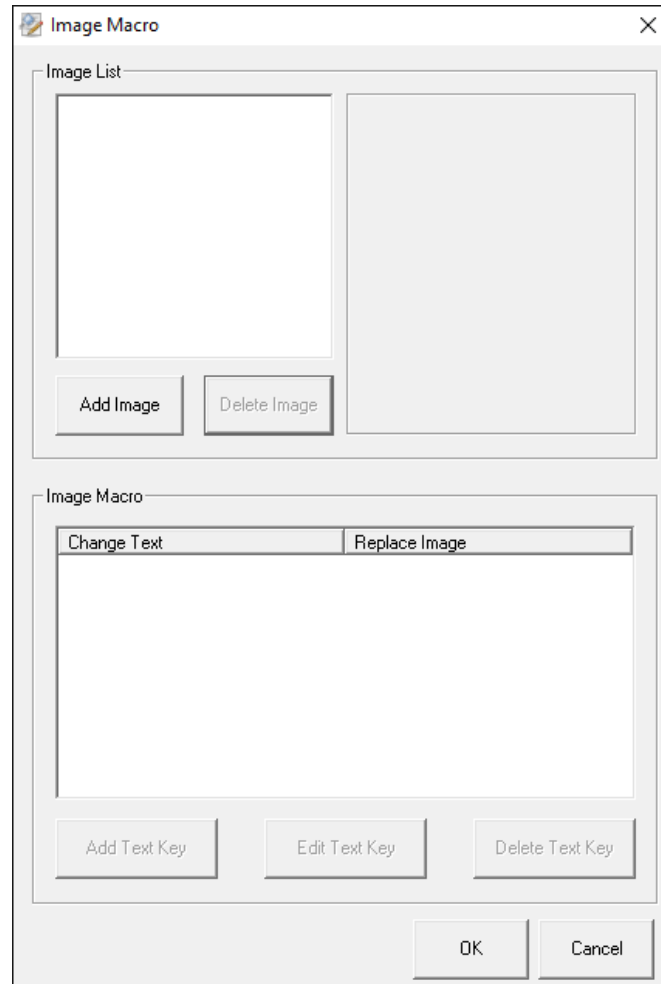 Image Macro
Image List
Add Image
Delete Image
Image Macro
Change Text
Replace Image
Add Text Key
Edit Text Key
Delete Text Key
OK
Cancel